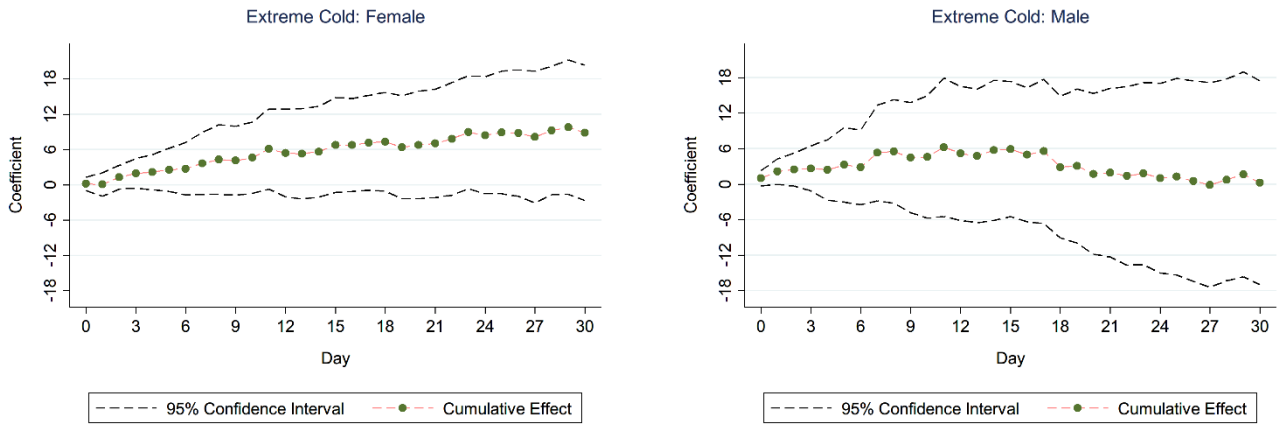 Extreme Cold: Female
18
12
6
0
-6
-12
-18
Coefficient
0 3 6 9 12 15 18 21 24 27 30
Day
95% Confidence Interval Cumulative Effect
Extreme Cold: Male
18
12
6
0
-6
-12
-18
Coefficient
0 3 6 9 12 15 18 21 24 27 30
Day
95% Confidence Interval Cumulative Effect